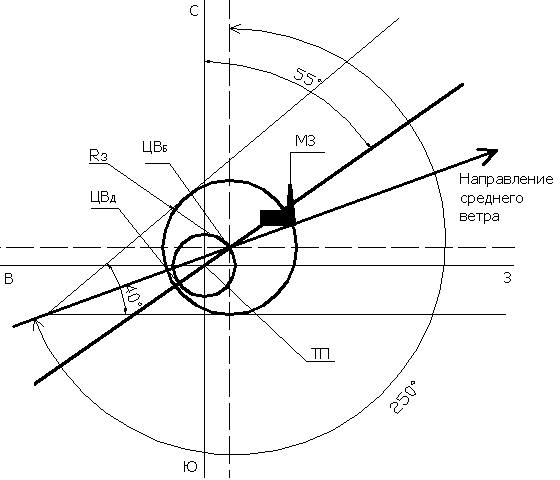 С
55°
МЗ
ЦВБ
RЗ
ЦВД
Направление
среднего
ветра
В
З
40°
ТП
250°
Ю